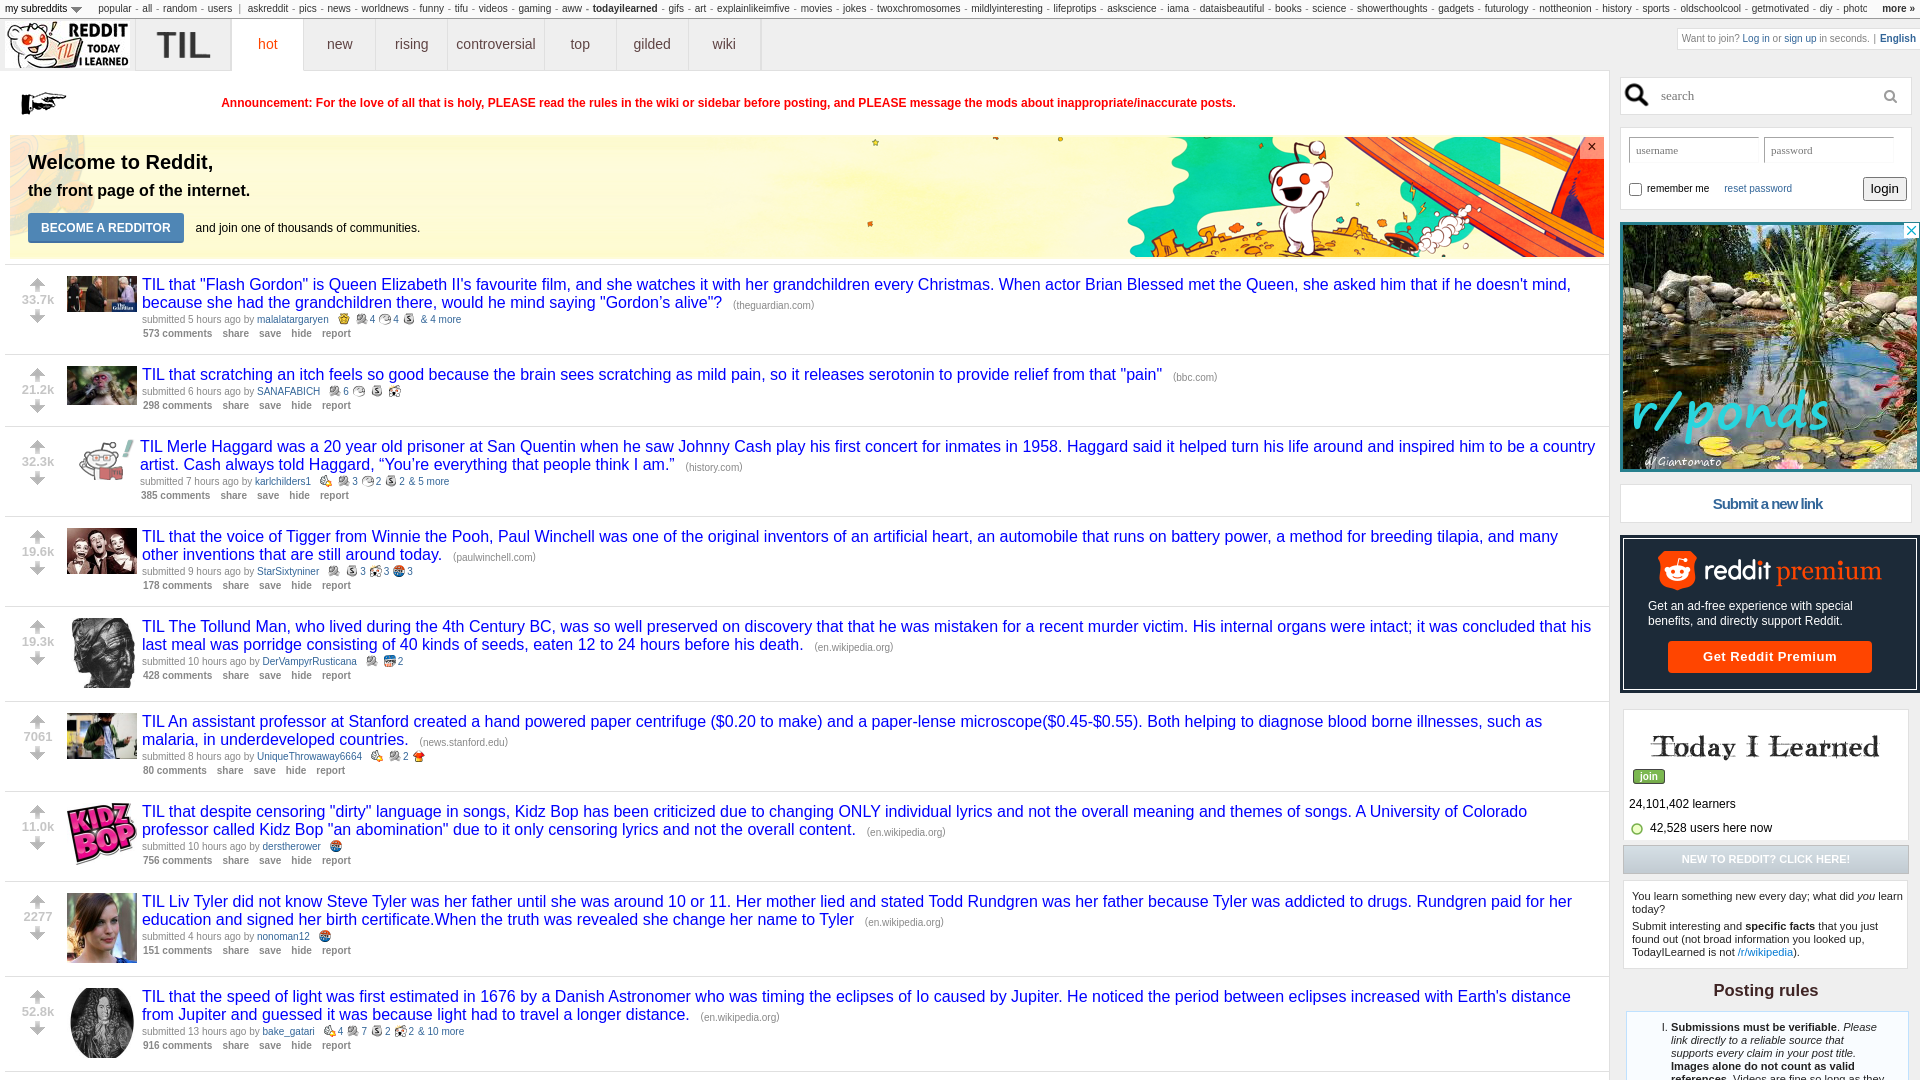 my subreddits popular - all - random - users | askreddit - pics - news - worldnews - funny - tifu - videos - gaming - aww - todayilearned - gifs - art - explainlikeimfive - movies - jokes - twoxchromosomes - mildlyinteresting - lifeprotips - askscience - iama - dataisbeautiful - books - science - showerthoughts - gadgets - futurology - nottheonion - history - sports - oldschoolcool - getmotivated - diy - photo more »
REDDIT
TODAY
I LEARNED
TIL
TIL hot new rising controversial top gilded wiki
Want to join? Log in or sign up in seconds. | English
Announcement: For the love of all that is holy, PLEASE read the rules in the wiki or sidebar before posting, and PLEASE message the mods about inappropriate/inaccurate posts.
Welcome to Reddit,
the front page of the internet.
BECOME A REDDITOR and join one of thousands of communities.
×
33.7k
TIL that "Flash Gordon" is Queen Elizabeth II's favourite film, and she watches it with her grandchildren every Christmas. When actor Brian Blessed met the Queen, she asked him that if he doesn't mind,
because she had the grandchildren there, would he mind saying "Gordon’s alive"? (theguardian.com)
submitted 5 hours ago by malalatargaryen 4 4 & 4 more
573 comments share save hide report
21.2k
TIL that scratching an itch feels so good because the brain sees scratching as mild pain, so it releases serotonin to provide relief from that "pain" (bbc.com)
submitted 6 hours ago by SANAFABICH 6
298 comments share save hide report
32.3k
TIL Merle Haggard was a 20 year old prisoner at San Quentin when he saw Johnny Cash play his first concert for inmates in 1958. Haggard said it helped turn his life around and inspired him to be a country
artist. Cash always told Haggard, “You’re everything that people think I am.” (history.com)
submitted 7 hours ago by karlchilders1 3 2 2 & 5 more
385 comments share save hide report
19.6k
TIL that the voice of Tigger from Winnie the Pooh, Paul Winchell was one of the original inventors of an artificial heart, an automobile that runs on battery power, a method for breeding tilapia, and many
other inventions that are still around today. (paulwinchell.com)
submitted 9 hours ago by StarSixtyniner 3 3 3
178 comments share save hide report
19.3k
TIL The Tollund Man, who lived during the 4th Century BC, was so well preserved on discovery that that he was mistaken for a recent murder victim. His internal organs were intact; it was concluded that his
last meal was porridge consisting of 40 kinds of seeds, eaten 12 to 24 hours before his death. (en.wikipedia.org)
submitted 10 hours ago by DerVampyrRusticana 2
428 comments share save hide report
7061
TIL An assistant professor at Stanford created a hand powered paper centrifuge ($0.20 to make) and a paper-lense microscope($0.45-$0.55). Both helping to diagnose blood borne illnesses, such as
malaria, in underdeveloped countries. (news.stanford.edu)
submitted 8 hours ago by UniqueThrowaway6664 2
80 comments share save hide report
11.0k
KIDZ
BOP
TIL that despite censoring "dirty" language in songs, Kidz Bop has been criticized due to changing ONLY individual lyrics and not the overall meaning and themes of songs. A University of Colorado
professor called Kidz Bop "an abomination" due to it only censoring lyrics and not the overall content. (en.wikipedia.org)
submitted 10 hours ago by derstherower
756 comments share save hide report
2277
TIL Liv Tyler did not know Steve Tyler was her father until she was around 10 or 11. Her mother lied and stated Todd Rundgren was her father because Tyler was addicted to drugs. Rundgren paid for her
education and signed her birth certificate.When the truth was revealed she change her name to Tyler (en.wikipedia.org)
submitted 4 hours ago by nonoman12
151 comments share save hide report
52.8k
TIL that the speed of light was first estimated in 1676 by a Danish Astronomer who was timing the eclipses of Io caused by Jupiter. He noticed the period between eclipses increased with Earth's distance
from Jupiter and guessed it was because light had to travel a longer distance. (en.wikipedia.org)
submitted 13 hours ago by bake_gatari 4 7 2 2 & 10 more
916 comments share save hide report
search
username password
remember me reset password login
r/ponds
u/Giantomato
Submit a new link
reddit premium
Get an ad-free experience with special
benefits, and directly support Reddit.
Get Reddit Premium
Today I Learned
join
24,101,402 learners
42,528 users here now
NEW TO REDDIT? CLICK HERE!
You learn something new every day; what did you learn
today?
Submit interesting and specific facts that you just
found out (not broad information you looked up,
TodayILearned is not /r/wikipedia).
Posting rules
I. Submissions must be verifiable. Please
link directly to a reliable source that
supports every claim in your post title.
Images alone do not count as valid
references. Videos are fine so long as they